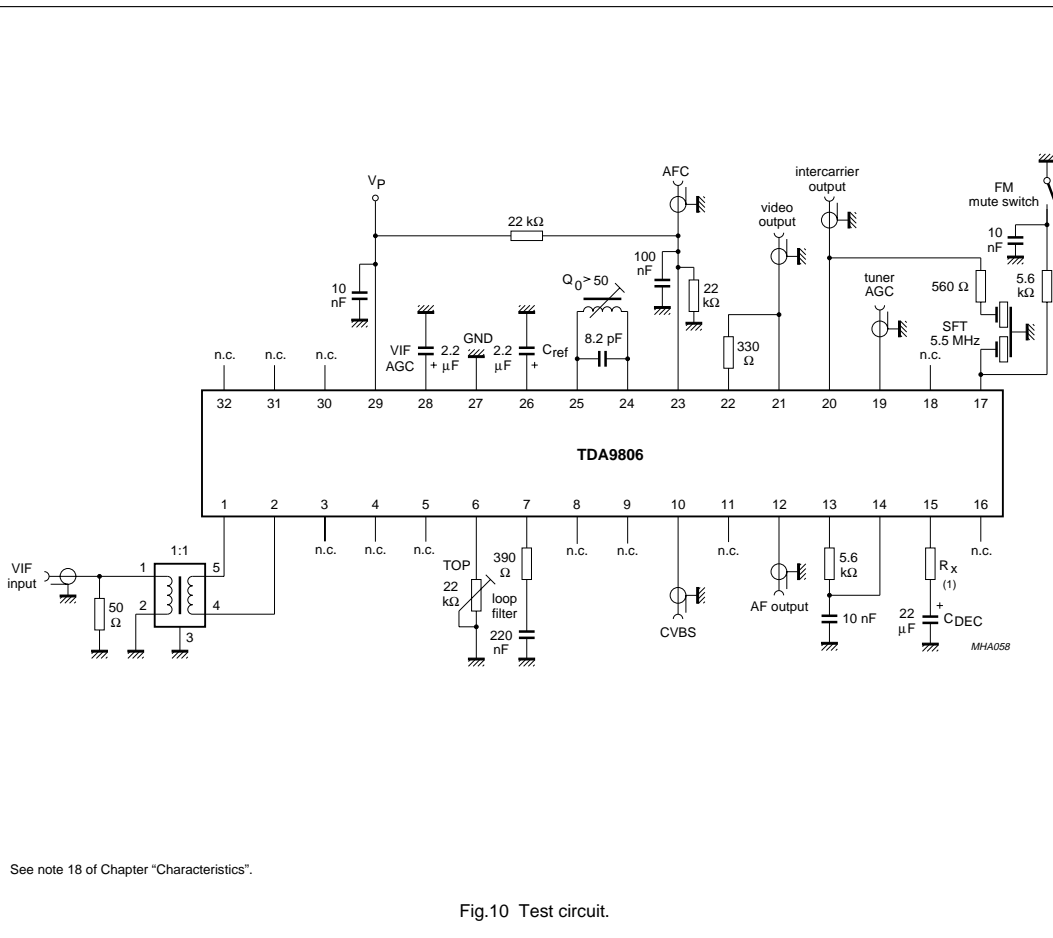 AFC
intercarrier
output
VP
FM
mute switch
video
output
22 kΩ
10
nF
100
nF
Q0 > 50
tuner
AGC
560 Ω
5.6
kΩ
10
nF
22
kΩ
GND
8.2 pF
SFT
5.5 MHz
330
Ω
VIF
AGC
2.2
μF
+
2.2
μF
+
Cref
n.c.
n.c.
n.c.
n.c.
32 31 30 29 28 27 26 25 24 23 22 21 20 19 18 17
TDA9806
1 2 3 4 5 6 7 8 9 10 11 12 13 14 15 16
n.c.
n.c.
n.c.
n.c.
n.c.
n.c.
n.c.
1:1
VIF
input
1
5
2
4
3
50
Ω
TOP
22
kΩ
390
Ω
loop
filter
220
nF
CVBS
AF output
5.6
kΩ
10 nF
Rx
(1)
22
μF
+
CDEC
MHA058
See note 18 of Chapter “Characteristics”.
Fig.10 Test circuit.